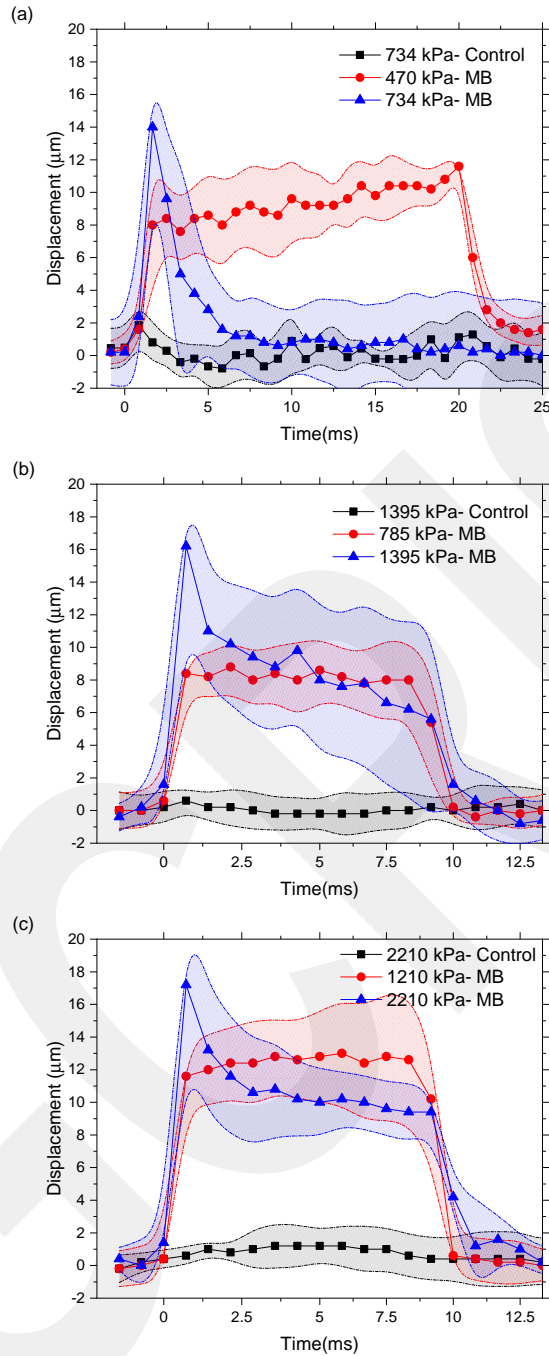 (a)
734 kPa- Control
470 kPa- MB
734 kPa- MB
Displacement (μm)
20
18
16
14
12
10
8
6
4
2
0
-2
0 5 10 15 20 25
Time(ms)
(b)
1395 kPa- Control
785 kPa- MB
1395 kPa- MB
Displacement (μm)
20
18
16
14
12
10
8
6
4
2
0
-2
0 2.5 5 7.5 10 12.5
Time(ms)
(c)
2210 kPa- Control
1210 kPa- MB
2210 kPa- MB
Displacement (μm)
20
18
16
14
12
10
8
6
4
2
0
-2
0 2.5 5 7.5 10 12.5
Time(ms)